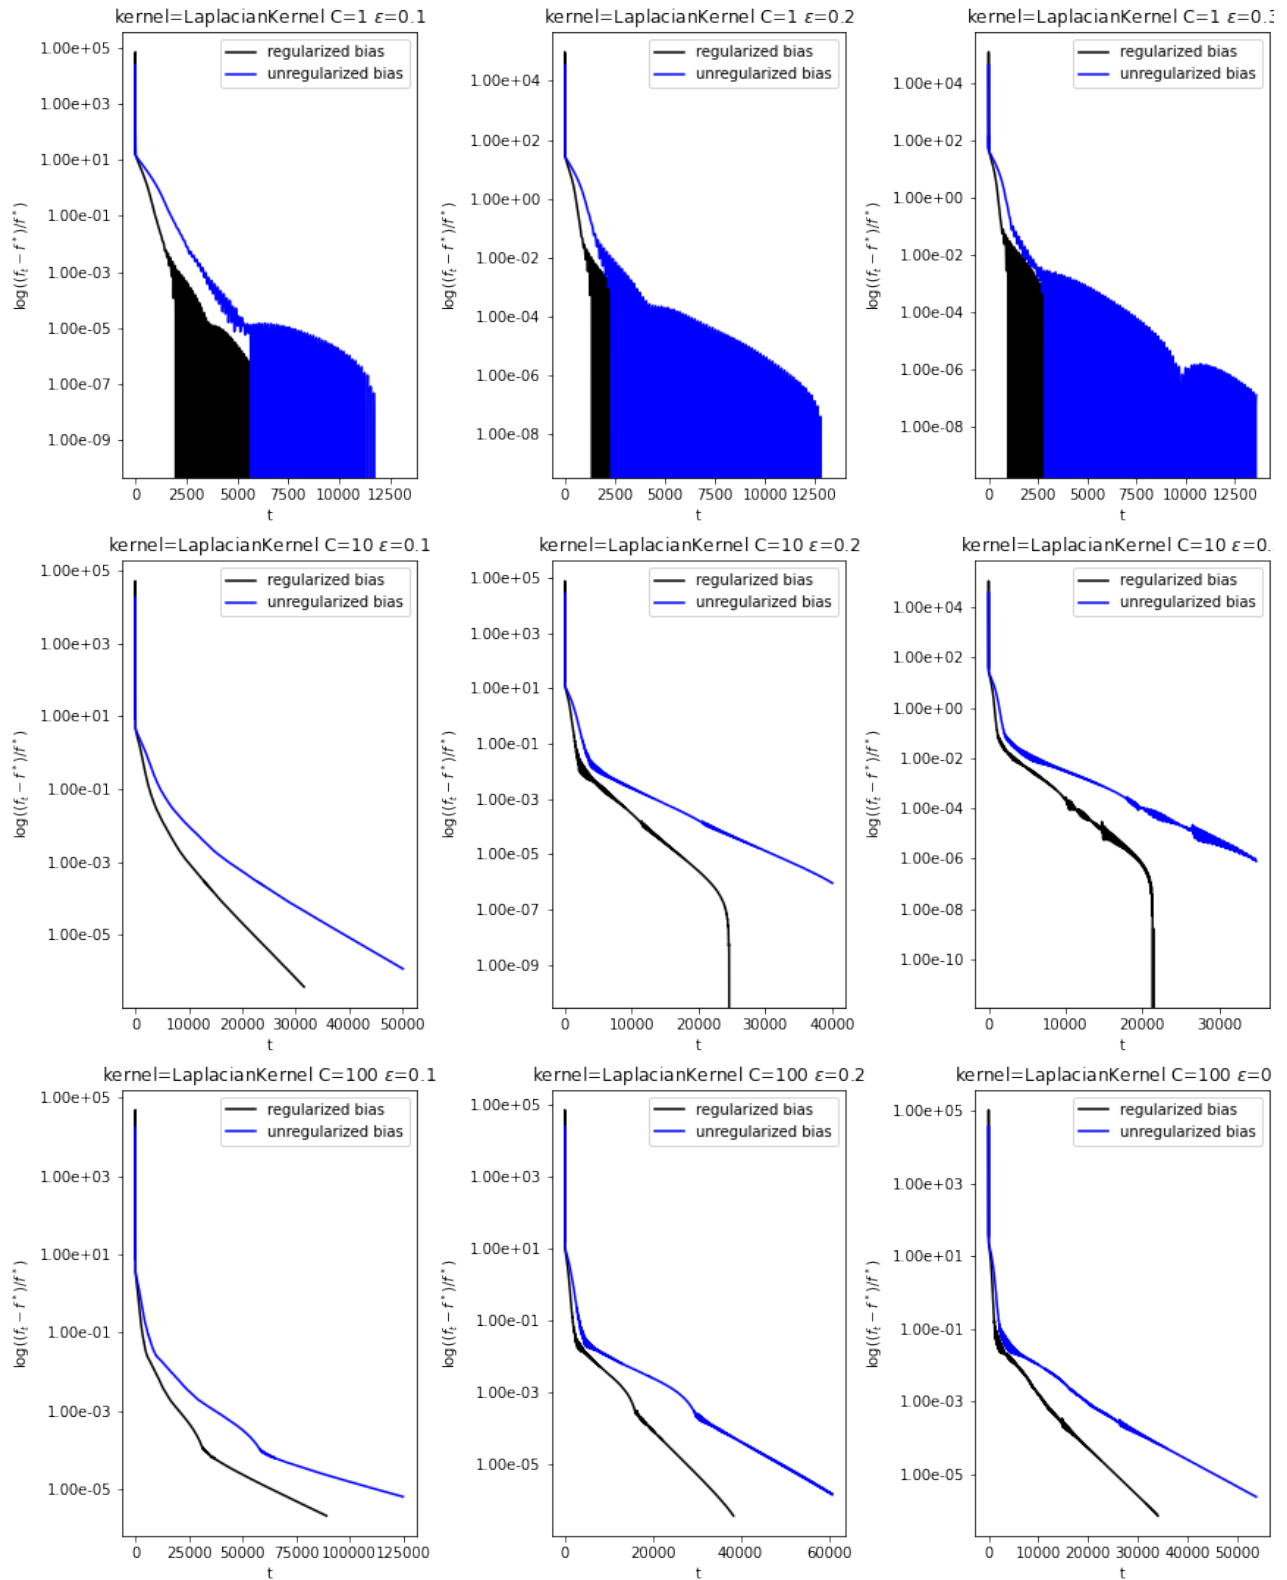 kernel=LaplacianKernel C=1 ε=0.1
regularized bias
unregularized bias
1.00e+05
1.00e+03
1.00e+01
1.00e-01
1.00e-03
1.00e-05
1.00e-07
1.00e-09
log((f_t − f*)/f*)
0 2500 5000 7500 10000 12500
t
kernel=LaplacianKernel C=1 ε=0.2
regularized bias
unregularized bias
1.00e+04
1.00e+02
1.00e+00
1.00e-02
1.00e-04
1.00e-06
1.00e-08
log((f_t − f*)/f*)
0 2500 5000 7500 10000 12500
t
kernel=LaplacianKernel C=1 ε=0.3
regularized bias
unregularized bias
1.00e+04
1.00e+02
1.00e+00
1.00e-02
1.00e-04
1.00e-06
1.00e-08
log((f_t − f*)/f*)
0 2500 5000 7500 10000 12500
t
kernel=LaplacianKernel C=10 ε=0.1
regularized bias
unregularized bias
1.00e+05
1.00e+03
1.00e+01
1.00e-01
1.00e-03
1.00e-05
log((f_t − f*)/f*)
0 10000 20000 30000 40000 50000
t
kernel=LaplacianKernel C=10 ε=0.2
regularized bias
unregularized bias
1.00e+05
1.00e+03
1.00e+01
1.00e-01
1.00e-03
1.00e-05
1.00e-07
1.00e-09
log((f_t − f*)/f*)
0 10000 20000 30000 40000
t
kernel=LaplacianKernel C=10 ε=0.
regularized bias
unregularized bias
1.00e+04
1.00e+02
1.00e+00
1.00e-02
1.00e-04
1.00e-06
1.00e-08
1.00e-10
log((f_t − f*)/f*)
0 10000 20000 30000
t
kernel=LaplacianKernel C=100 ε=0.1
regularized bias
unregularized bias
1.00e+05
1.00e+03
1.00e+01
1.00e-01
1.00e-03
1.00e-05
log((f_t − f*)/f*)
0 25000 50000 75000 100000 125000
t
kernel=LaplacianKernel C=100 ε=0.2
regularized bias
unregularized bias
1.00e+05
1.00e+03
1.00e+01
1.00e-01
1.00e-03
1.00e-05
log((f_t − f*)/f*)
0 20000 40000 60000
t
kernel=LaplacianKernel C=100 ε=0
regularized bias
unregularized bias
1.00e+05
1.00e+03
1.00e+01
1.00e-01
1.00e-03
1.00e-05
log((f_t − f*)/f*)
0 10000 20000 30000 40000 50000
t